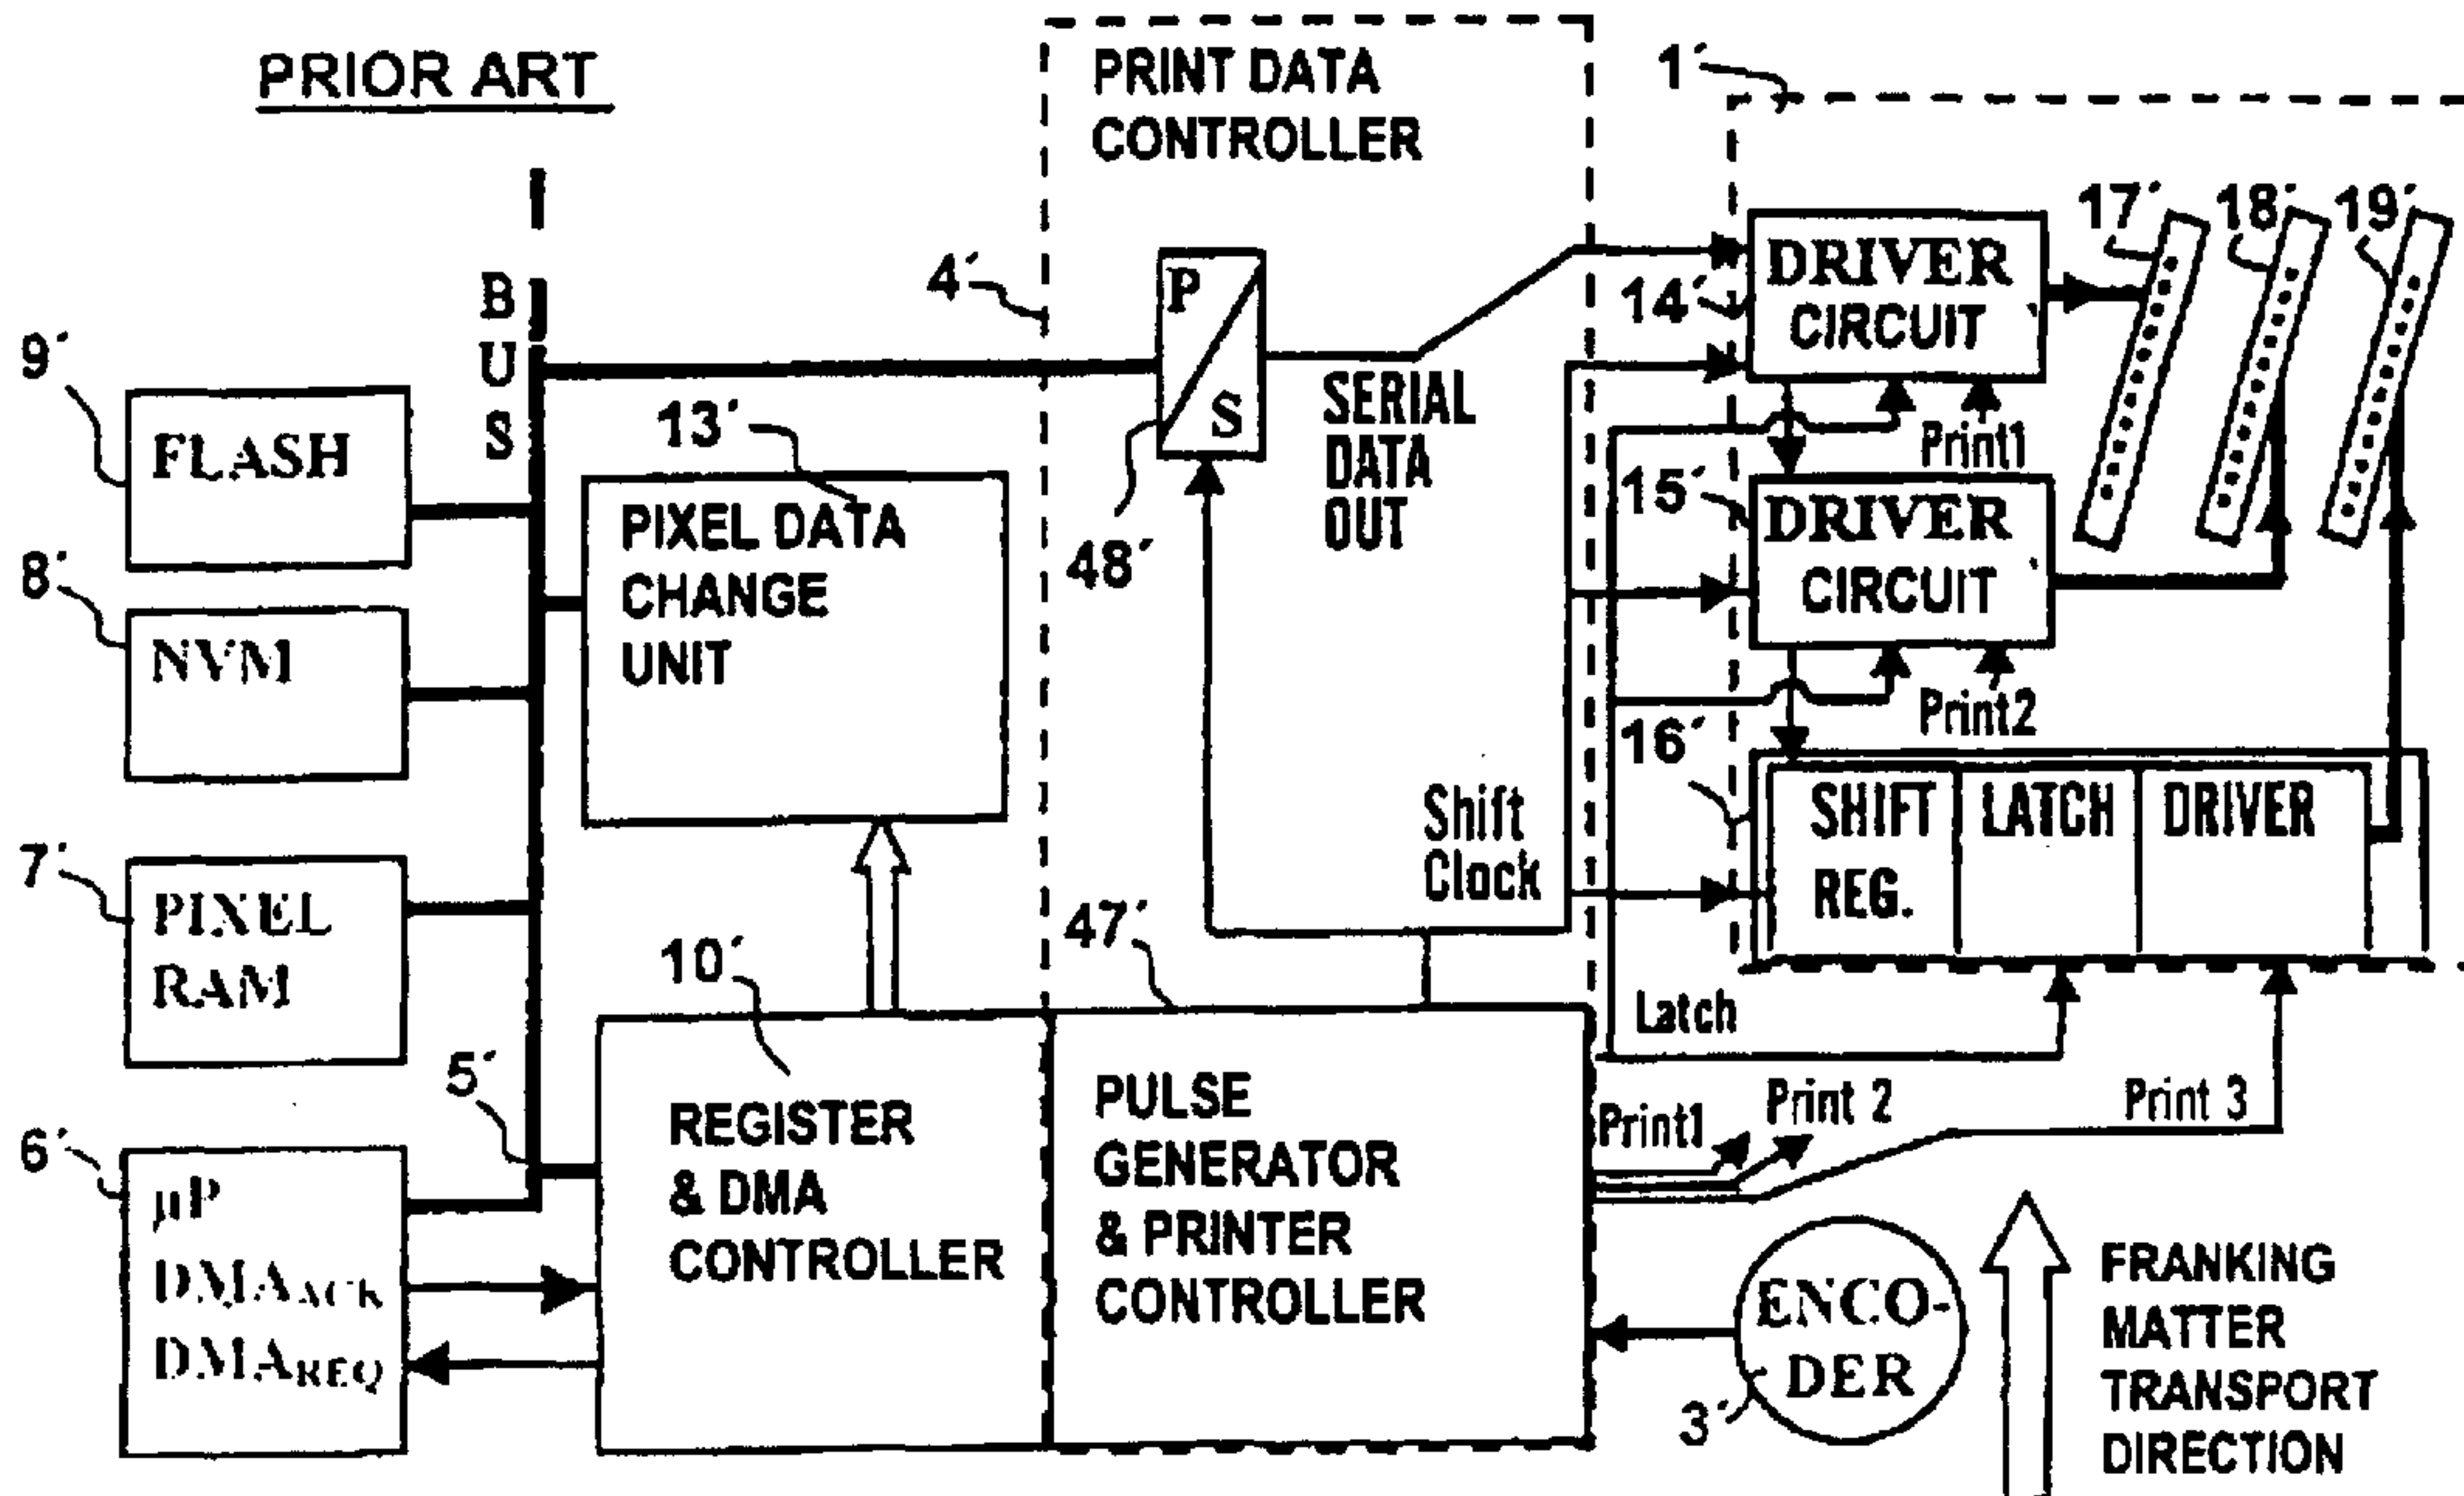 PRIOR ART
PRINT DATA
CONTROLLER
1′
17′
18′
19′
4′
P
S
48′
SERIAL
DATA
OUT
14′
DRIVER
CIRCUIT
Print1
15′
DRIVER
CIRCUIT
Print2
16′
SHIFT
REG.
LATCH
DRIVER
Shift
Clock
BUS
9′
FLASH
8′
NVM
7′
PIXEL
RAM
13′
PIXEL DATA
CHANGE
UNIT
5′
6′
µP
DMAACK
DMAREQ
10′
REGISTER
& DMA
CONTROLLER
47′
PULSE
GENERATOR
& PRINTER
CONTROLLER
Latch
Print1
Print 2
Print 3
3′
ENCO-
DER
FRANKING
MATTER
TRANSPORT
DIRECTION